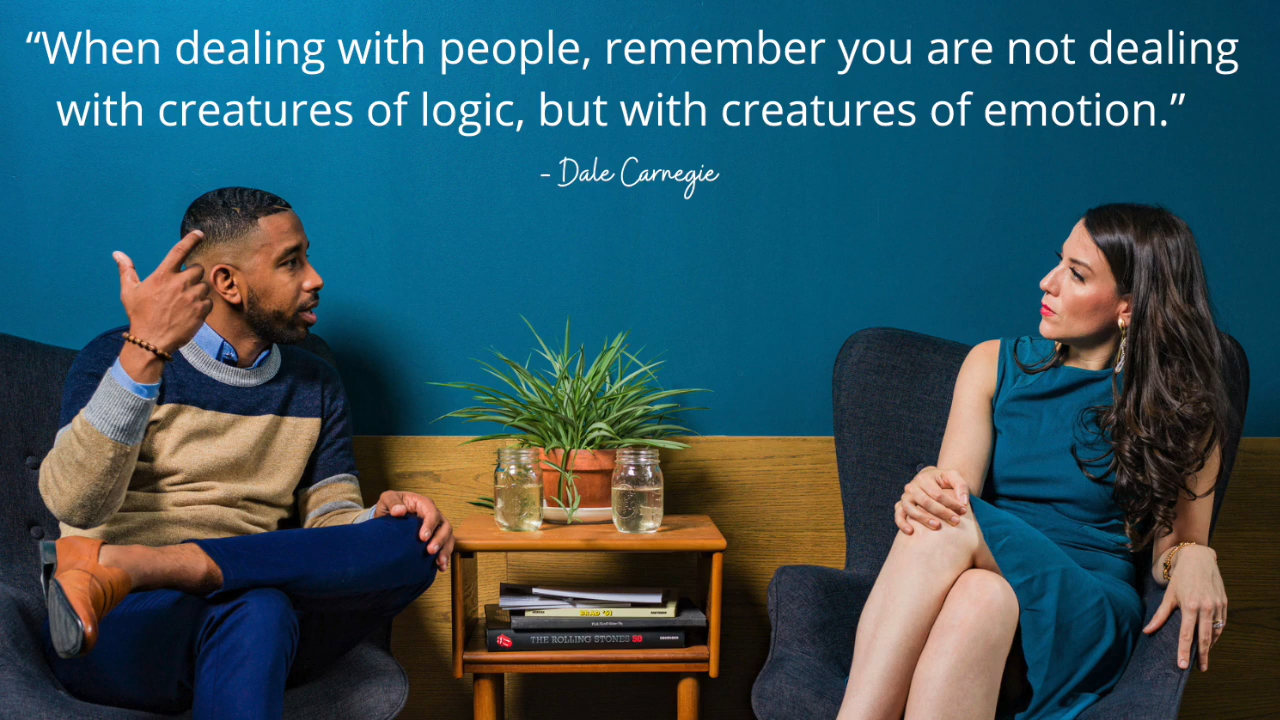 “When dealing with people, remember you are not dealing
with creatures of logic, but with creatures of emotion.”
- Dale Carnegie
THE ROLLING STONES 50